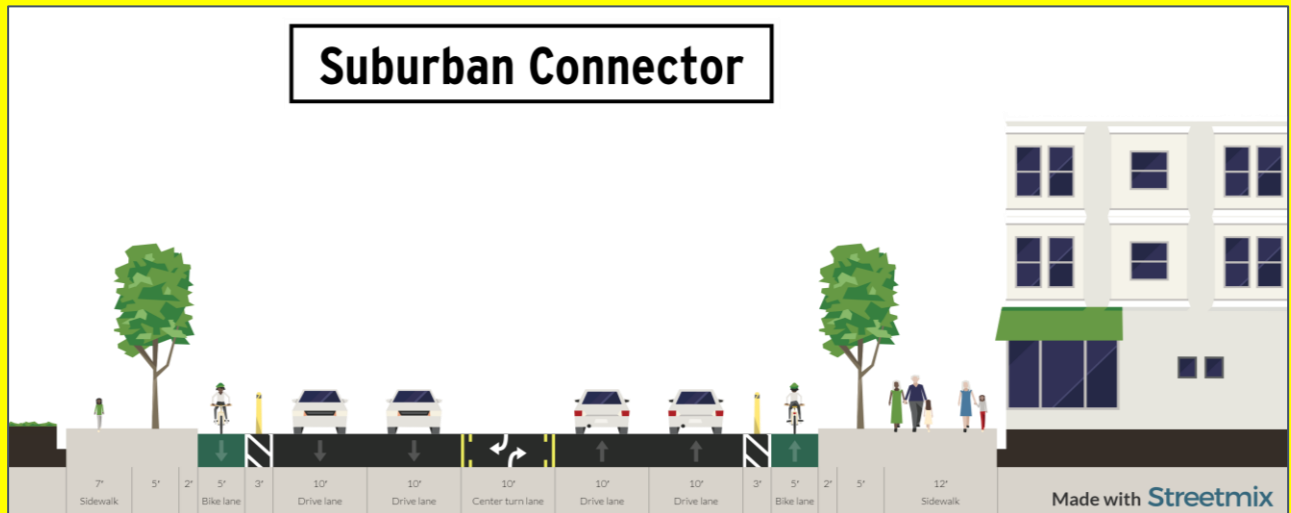 Suburban Connector
7' 5' 2' 5' 3' 10' 10' 10' 10' 10' 3' 5' 2' 5' 12'
Sidewalk Bike lane Drive lane Drive lane Center turn lane Drive lane Drive lane Bike lane Sidewalk
Made with Streetmix